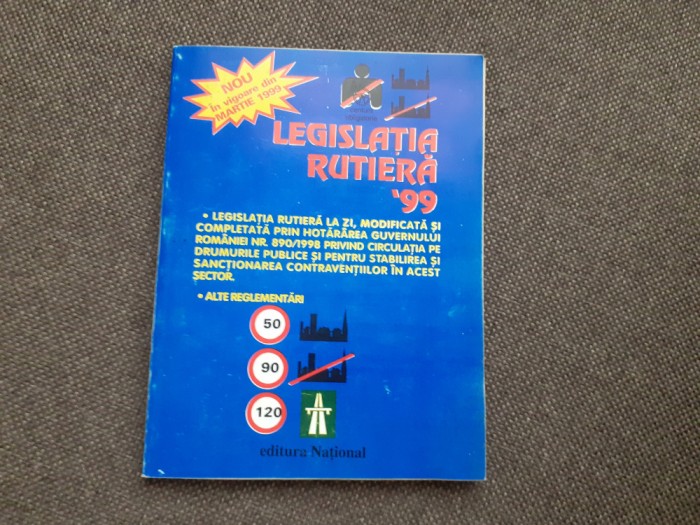 NOU
În vigoare din
MARTIE 1999
LEGISLAȚIA
RUTIERĂ
'99
• LEGISLAȚIA RUTIERĂ LA ZI, MODIFICATĂ ȘI
COMPLETATĂ PRIN HOTĂRÂREA GUVERNULUI
ROMÂNIEI NR. 890/1998 PRIVIND CIRCULAȚIA PE
DRUMURILE PUBLICE ȘI PENTRU STABILIREA ȘI
SANCȚIONAREA CONTRAVENȚIILOR ÎN ACEST
SECTOR.
• ALTE REGLEMENTĂRI
50
90
120
editura Național